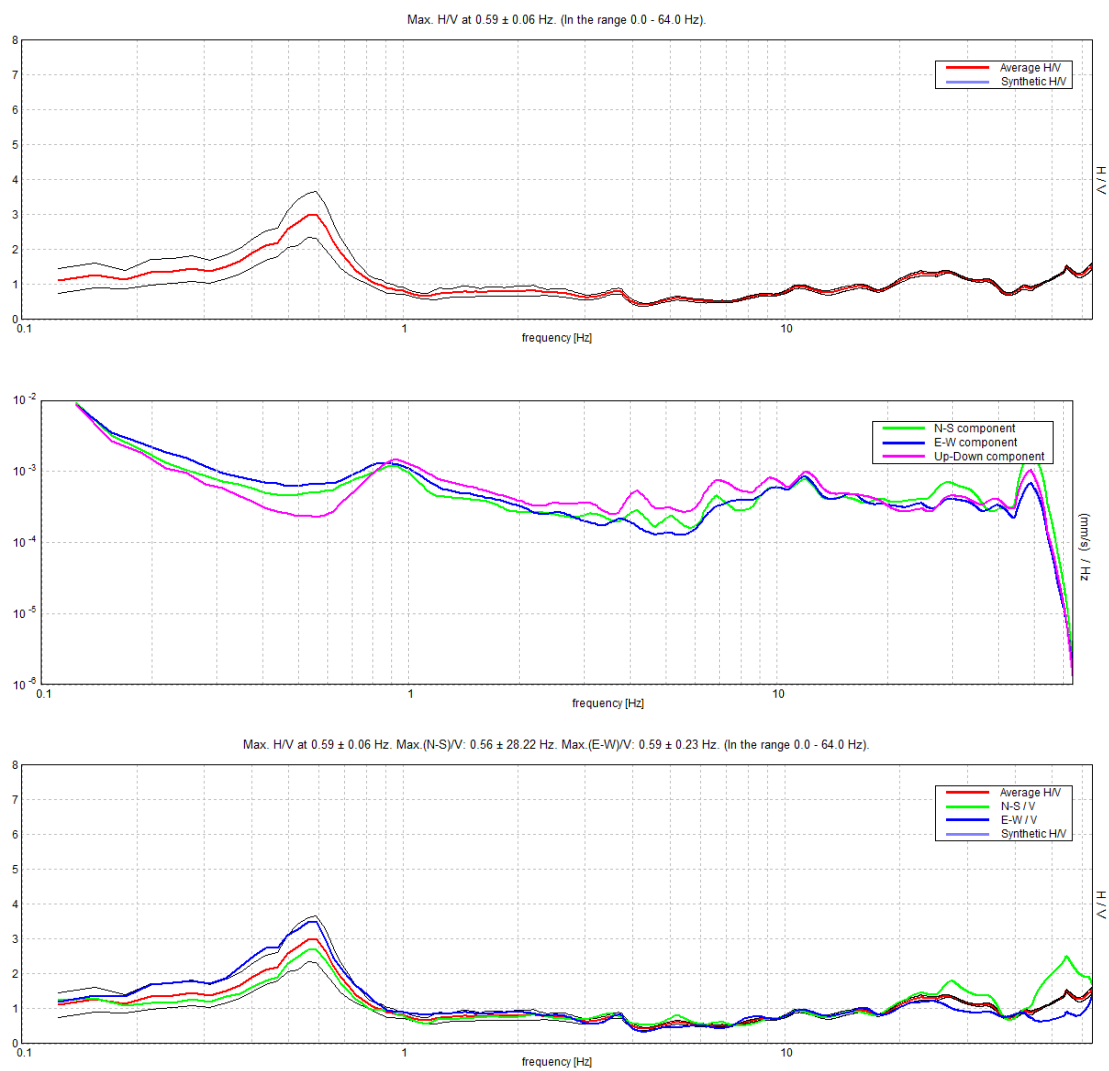 Max. H/V at 0.59 ± 0.06 Hz. (In the range 0.0 - 64.0 Hz).
8
7
6
5
4
3
2
1
0
Average H/V
Synthetic H/V
H / V
0.1
1
10
frequency [Hz]
10 -2
10 -3
10 -4
10 -5
10 -6
N-S component
E-W component
Up-Down component
(mm/s) / Hz
0.1
1
10
frequency [Hz]
Max. H/V at 0.59 ± 0.06 Hz. Max.(N-S)/V: 0.56 ± 28.22 Hz. Max.(E-W)/V: 0.59 ± 0.23 Hz. (In the range 0.0 - 64.0 Hz).
8
7
6
5
4
3
2
1
0
Average H/V
N-S / V
E-W / V
Synthetic H/V
H / V
0.1
1
10
frequency [Hz]